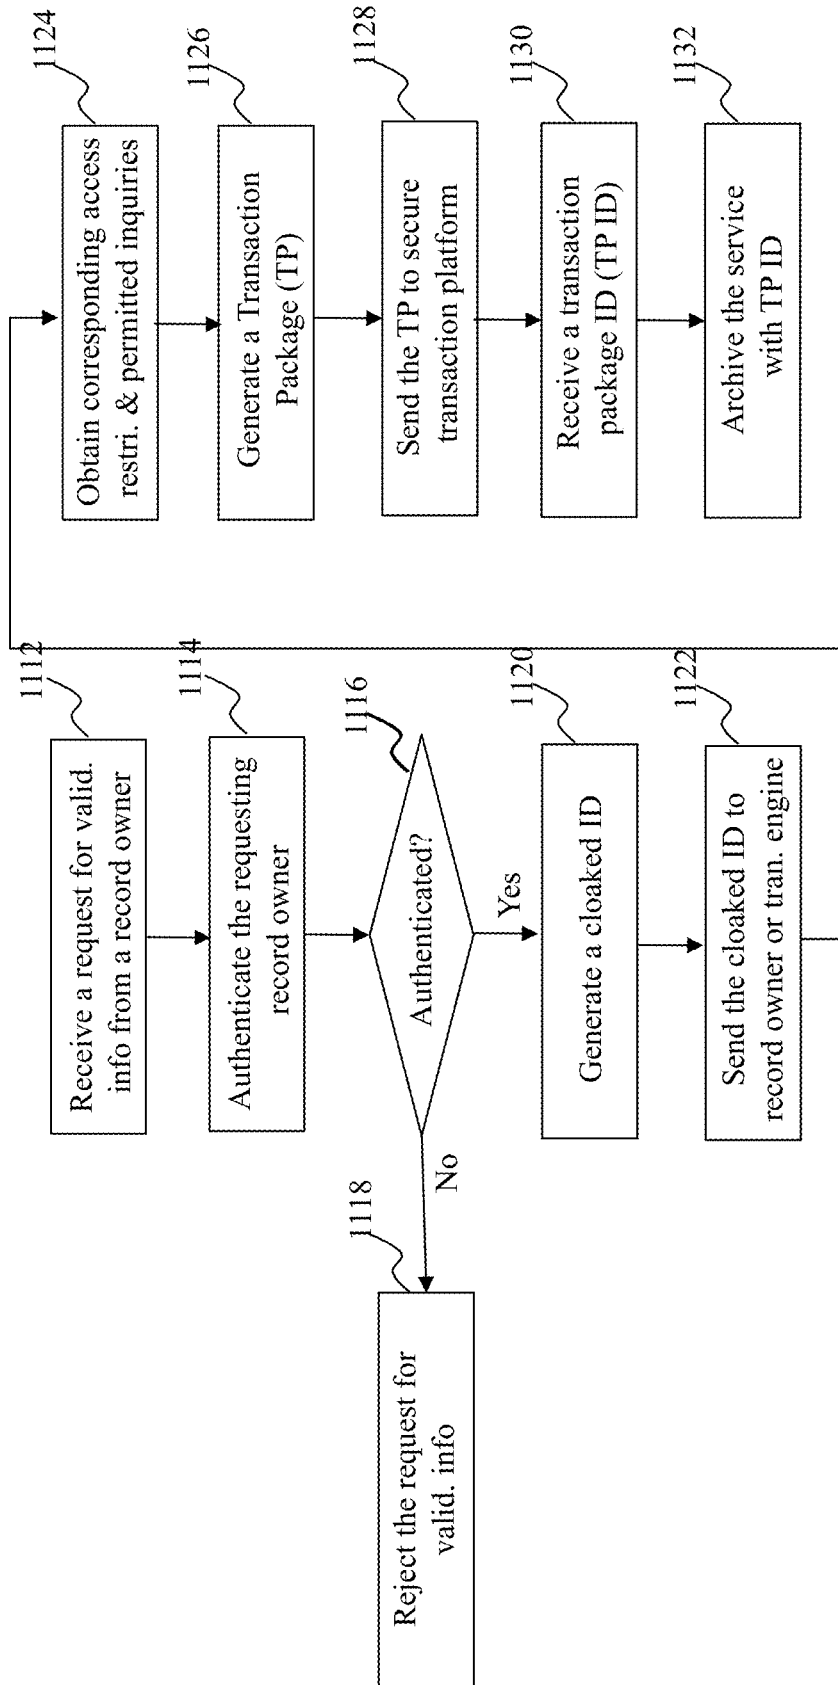 1112
Receive a request for valid.
info from a record owner
1114
Authenticate the requesting
record owner
1116
Authenticated?
No
Yes
1118
Reject the request for
valid. info
1120
Generate a cloaked ID
1122
Send the cloaked ID to
record owner or tran. engine
1124
Obtain corresponding access
restri. & permitted inquiries
1126
Generate a Transaction
Package (TP)
1128
Send the TP to secure
transaction platform
1130
Receive a transaction
package ID (TP ID)
1132
Archive the service
with TP ID